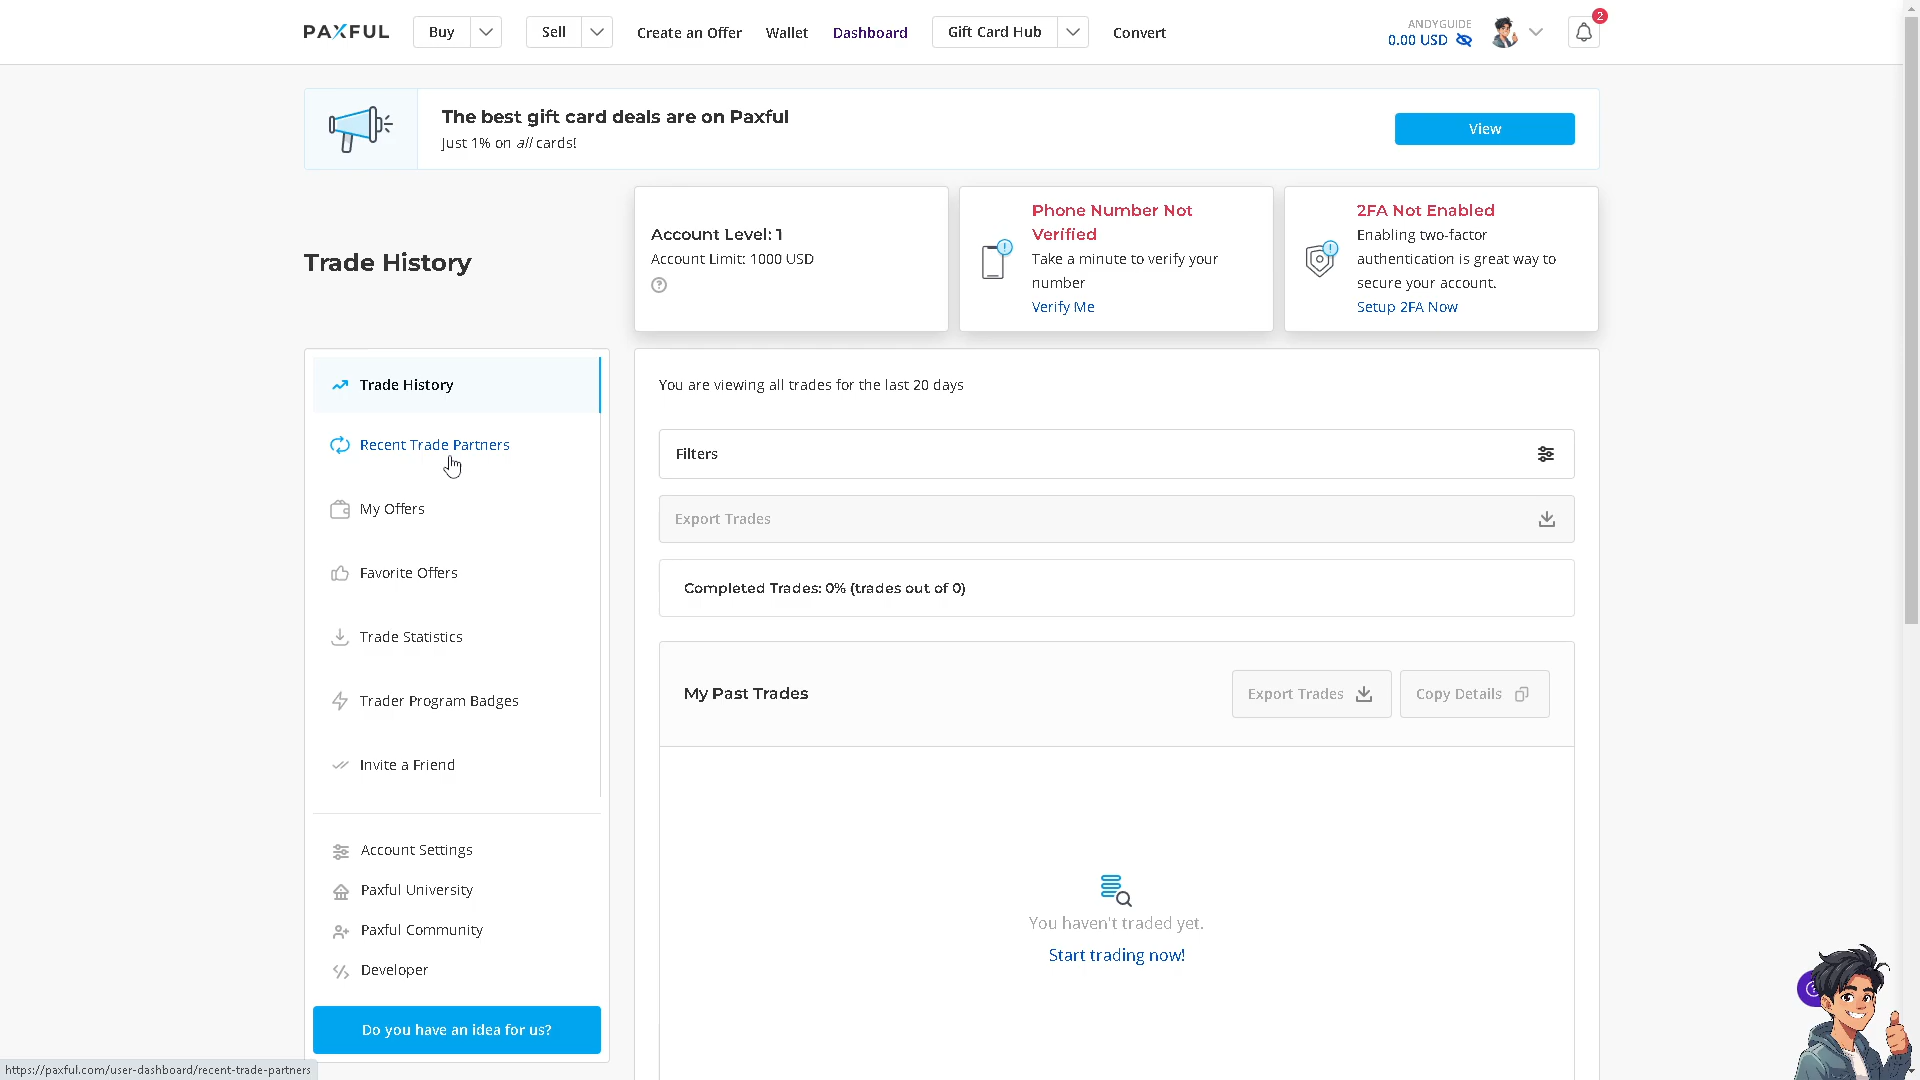 PAXFUL Buy Sell Create an Offer Wallet Dashboard Gift Card Hub Convert
ANDYGUIDE
0.00 USD
2
The best gift card deals are on Paxful
Just 1% on all cards!
View
Trade History
Account Level: 1
Account Limit: 1000 USD
Phone Number Not
Verified
Take a minute to verify your
number
Verify Me
2FA Not Enabled
Enabling two-factor
authentication is great way to
secure your account.
Setup 2FA Now
Trade History
Recent Trade Partners
My Offers
Favorite Offers
Trade Statistics
Trader Program Badges
Invite a Friend
Account Settings
Paxful University
Paxful Community
Developer
Do you have an idea for us?
You are viewing all trades for the last 20 days
Filters
Export Trades
Completed Trades: 0% (trades out of 0)
My Past Trades
Export Trades
Copy Details
You haven't traded yet.
Start trading now!
https://paxful.com/user-dashboard/recent-trade-partners